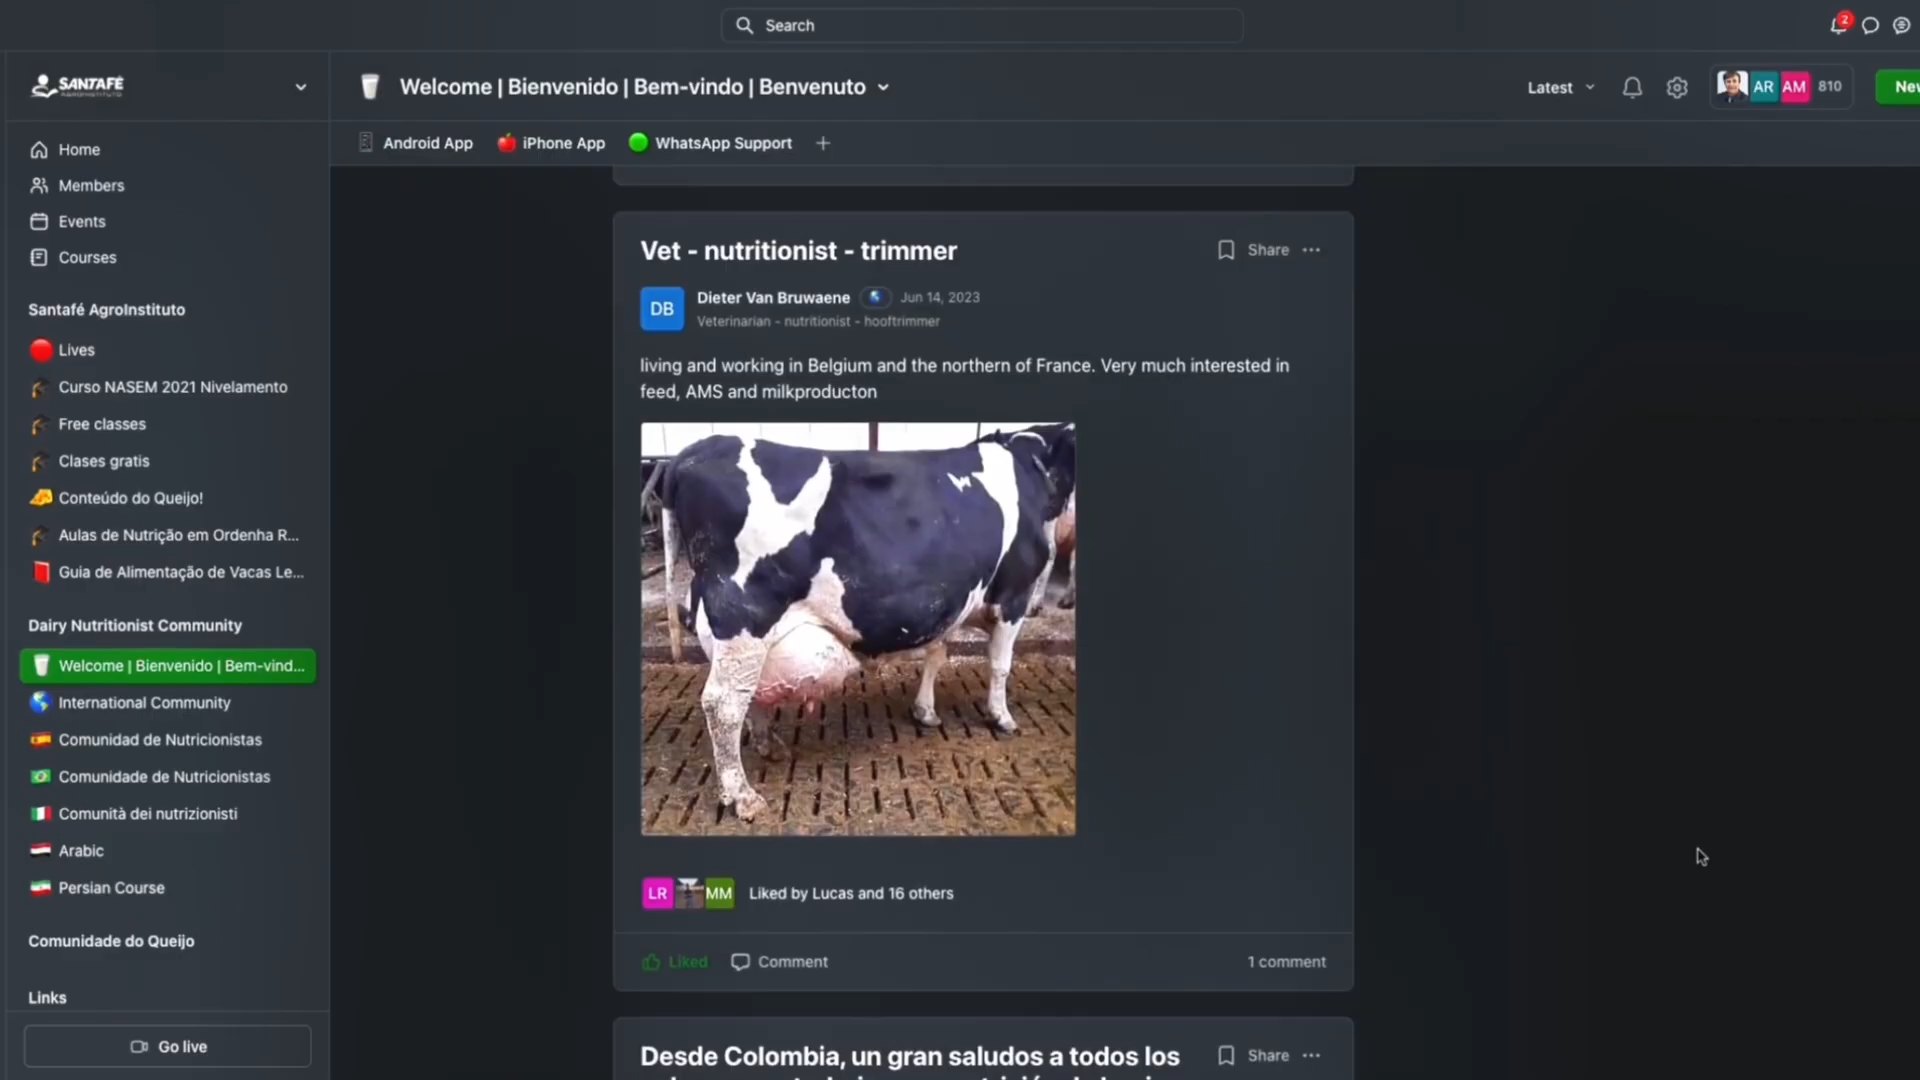 Search
2
SANTAFÉ
AGROINSTITUTO
Welcome | Bienvenido | Bem-vindo | Benvenuto
Latest
AR
AM
810
Android App
iPhone App
WhatsApp Support
Home
Members
Events
Courses
Santafé AgroInstituto
Lives
Curso NASEM 2021 Nivelamento
Free classes
Clases gratis
Conteúdo do Queijo!
Aulas de Nutrição em Ordenha R...
Guia de Alimentação de Vacas Le...
Dairy Nutritionist Community
Welcome | Bienvenido | Bem-vind...
International Community
Comunidad de Nutricionistas
Comunidade de Nutricionistas
Comunità dei nutrizionisti
Arabic
Persian Course
Comunidade do Queijo
Links
Go live
Vet - nutritionist - trimmer
Share
DB
Dieter Van Bruwaene
Jun 14, 2023
Veterinarian - nutritionist - hooftrimmer
living and working in Belgium and the northern of France. Very much interested in
feed, AMS and milkproducton
LR
MM
Liked by Lucas and 16 others
Liked
Comment
1 comment
Desde Colombia, un gran saludos a todos los
Share